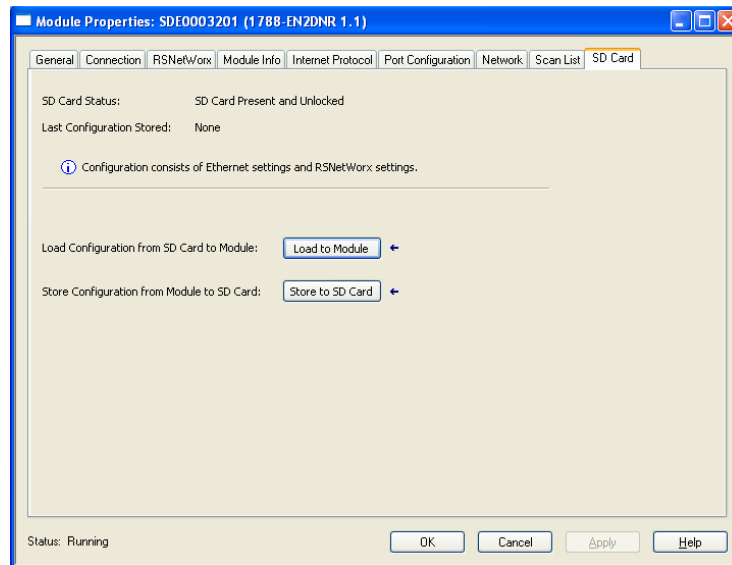 Module Properties: SDE0003201 (1788-EN2DNR 1.1)
General Connection RSNetWorx Module Info Internet Protocol Port Configuration Network Scan List SD Card
SD Card Status: SD Card Present and Unlocked
Last Configuration Stored: None
Configuration consists of Ethernet settings and RSNetWorx settings.
Load Configuration from SD Card to Module: Load to Module
Store Configuration from Module to SD Card: Store to SD Card
Status: Running OK Cancel Apply Help